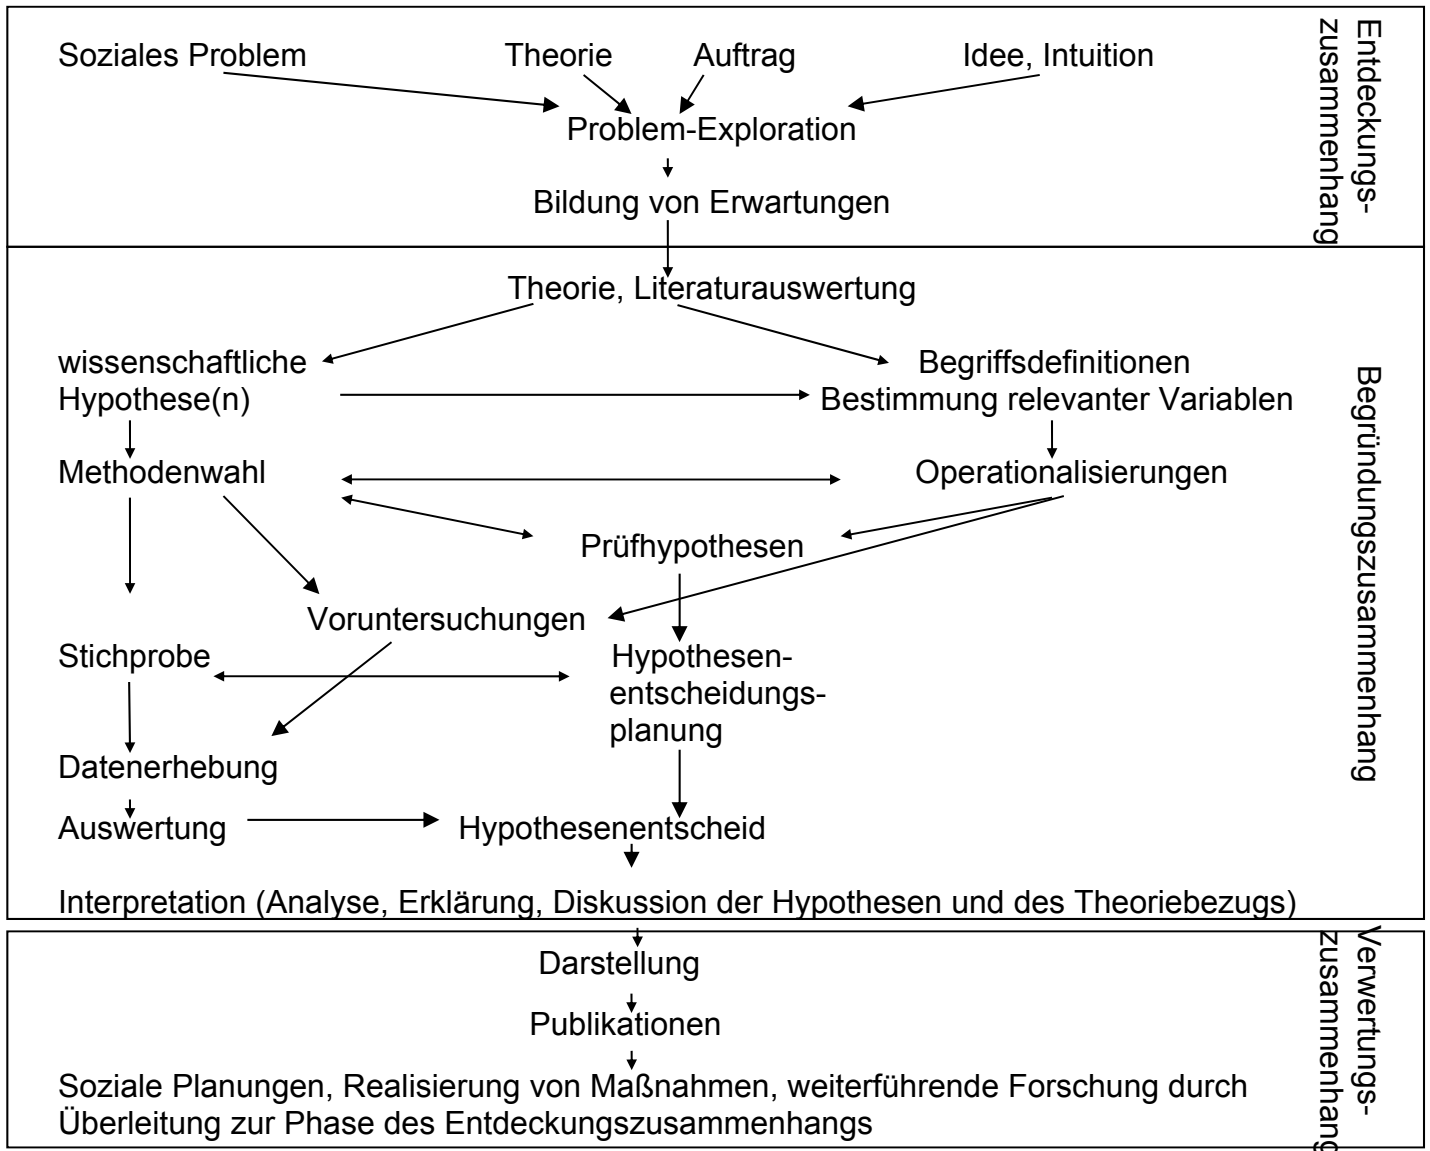 Soziales Problem Theorie Auftrag Idee, Intuition
Problem-Exploration
Bildung von Erwartungen
Entdeckungs-
zusammenhang
Theorie, Literaturauswertung
wissenschaftliche
Hypothese(n)
Begriffsdefinitionen
Bestimmung relevanter Variablen
Methodenwahl
Operationalisierungen
Prüfhypothesen
Voruntersuchungen
Stichprobe
Hypothesen-
entscheidungs-
planung
Datenerhebung
Auswertung
Hypothesenentscheid
Interpretation (Analyse, Erklärung, Diskussion der Hypothesen und des Theoriebezugs)
Begründungszusammenhang
Darstellung
Publikationen
Soziale Planungen, Realisierung von Maßnahmen, weiterführende Forschung durch
Überleitung zur Phase des Entdeckungszusammenhangs
Verwertungs-
zusammenhang